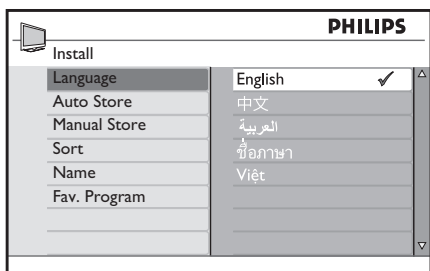 PHILIPS
Install
Language
English ✓
Auto Store
中文
Manual Store
العربية
Sort
ชื่อภาษา
Name
Việt
Fav. Program